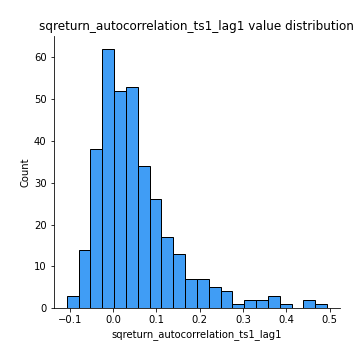 sqreturn_autocorrelation_ts1_lag1 value distribution
60
50
40
30
20
10
0
Count
−0.1 0.0 0.1 0.2 0.3 0.4 0.5
sqreturn_autocorrelation_ts1_lag1